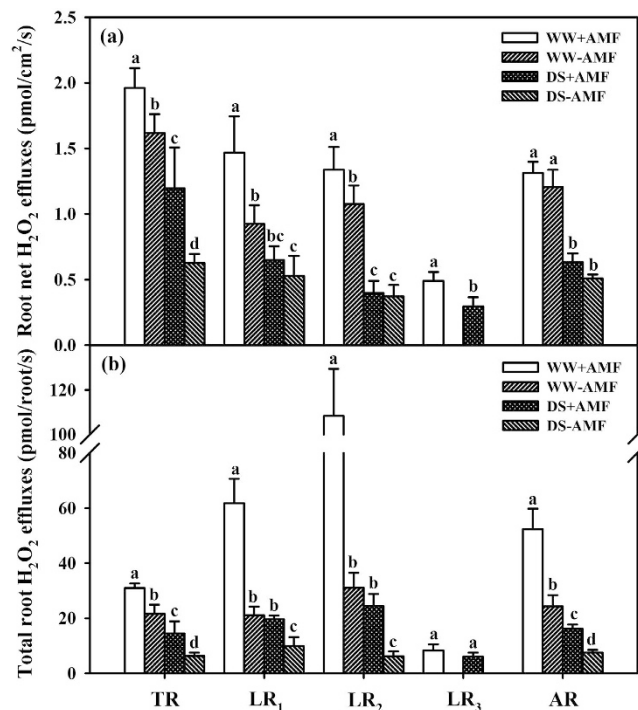 Root net H₂O₂ effluxes (pmol/cm²/s)
2.5
2.0
1.5
1.0
0.5
0.0
(a)
WW+AMF
WW-AMF
DS+AMF
DS-AMF
a
b
c
d
a
b
bc
c
a
b
c
c
a
b
a
a
b
b
Total root H₂O₂ effluxes (pmol/root/s)
120
100
80
60
40
20
0
(b)
WW+AMF
WW-AMF
DS+AMF
DS-AMF
a
b
c
d
a
b
b
c
a
b
b
c
a
a
a
b
c
d
TR LR₁ LR₂ LR₃ AR